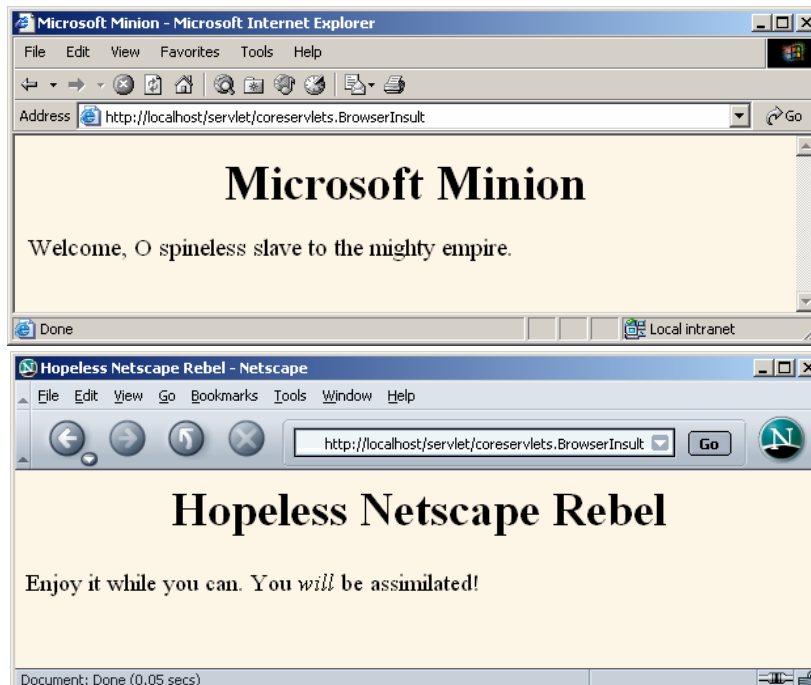 Microsoft Minion - Microsoft Internet Explorer
File Edit View Favorites Tools Help
Address http://localhost/servlet/coreservlets.BrowserInsult Go
Microsoft Minion
Welcome, O spineless slave to the mighty empire.
Done Local intranet
N Hopeless Netscape Rebel - Netscape
File Edit View Go Bookmarks Tools Window Help
http://localhost/servlet/coreservlets.BrowserInsult Go N
Hopeless Netscape Rebel
Enjoy it while you can. You will be assimilated!
Document: Done (0.05 secs)